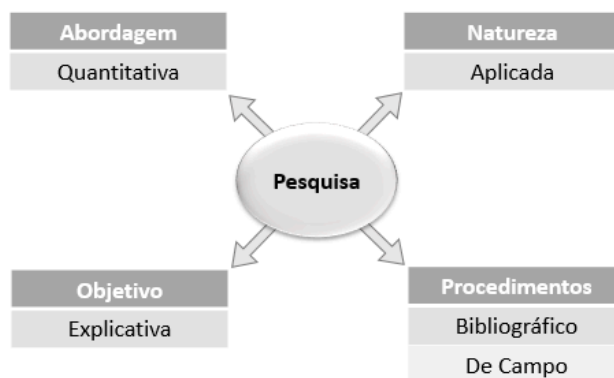 Abordagem
Quantitativa
Natureza
Aplicada
Pesquisa
Objetivo
Explicativa
Procedimentos
Bibliográfico
De Campo